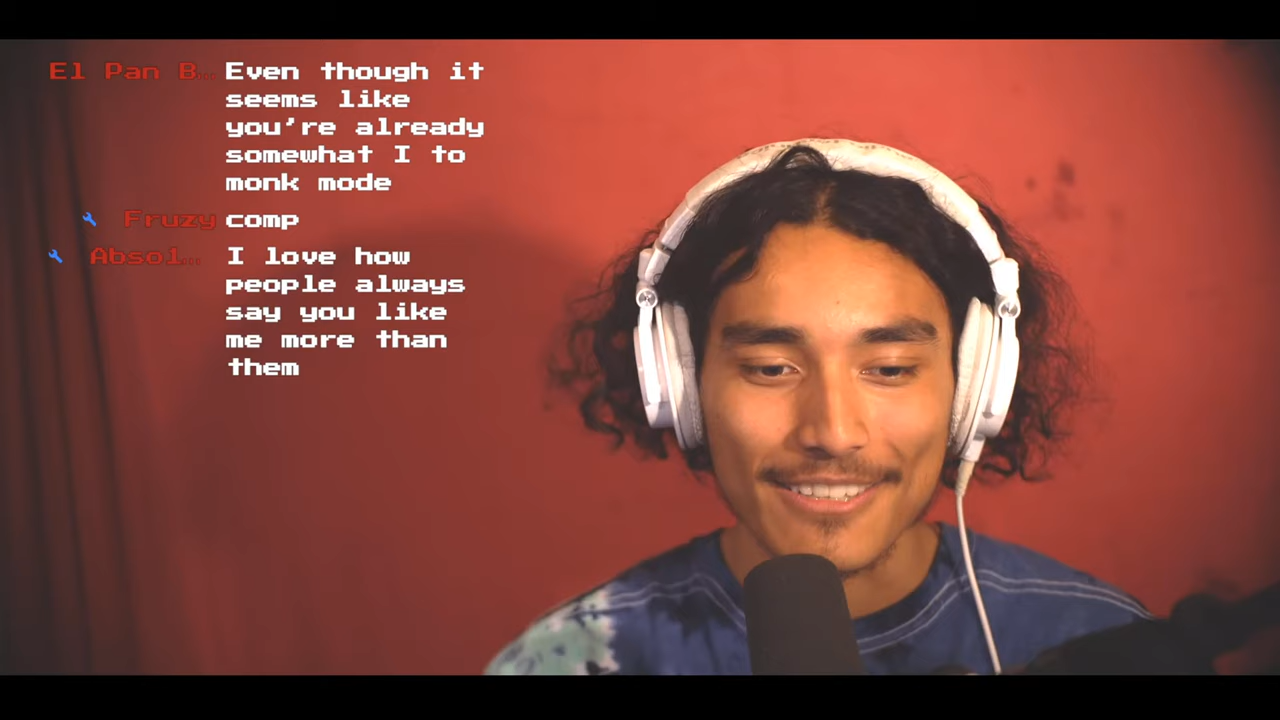 El Pan B… Even though it
seems like
you're already
somewhat I to
monk mode
Fruzy comp
Absol… I love how
people always
say you like
me more than
them